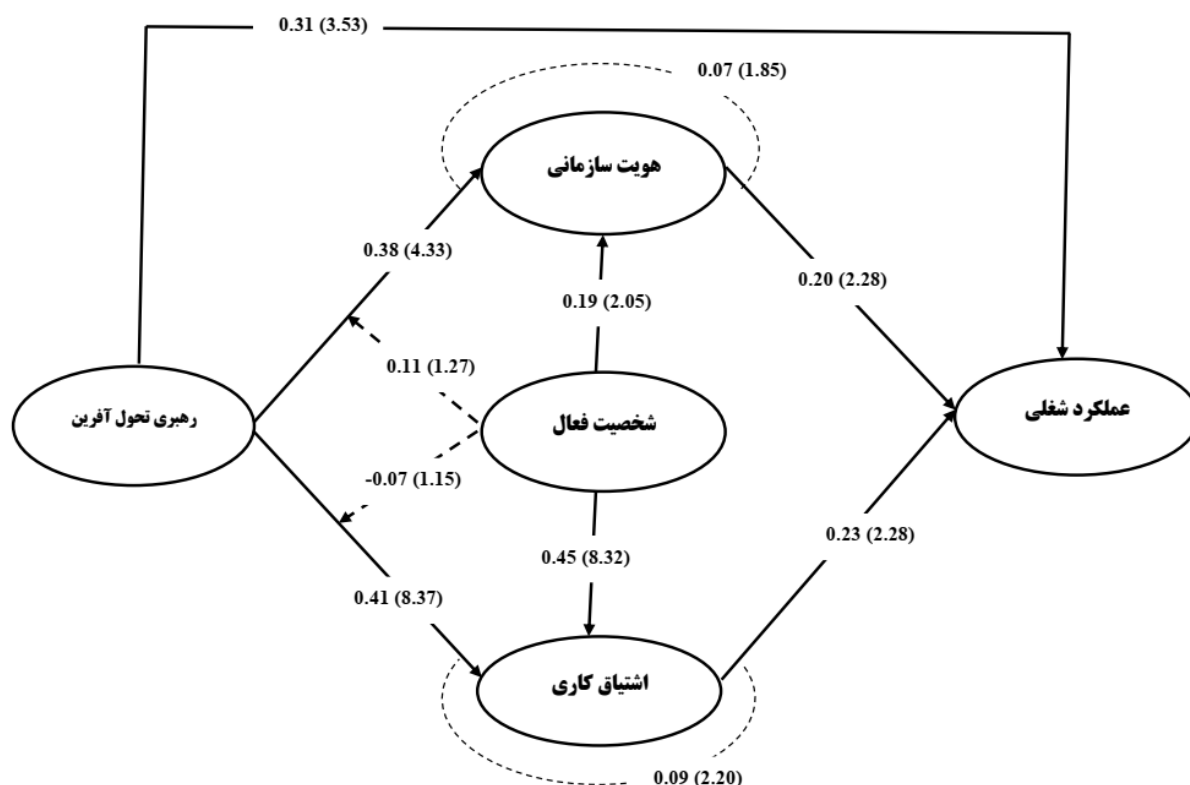 0.31 (3.53)
0.07 (1.85)
هویت سازمانی
0.38 (4.33)
0.20 (2.28)
0.19 (2.05)
0.11 (1.27)
رهبری تحول آفرین
شخصیت فعال
عملکرد شغلی
-0.07 (1.15)
0.45 (8.32)
0.23 (2.28)
0.41 (8.37)
اشتیاق کاری
0.09 (2.20)